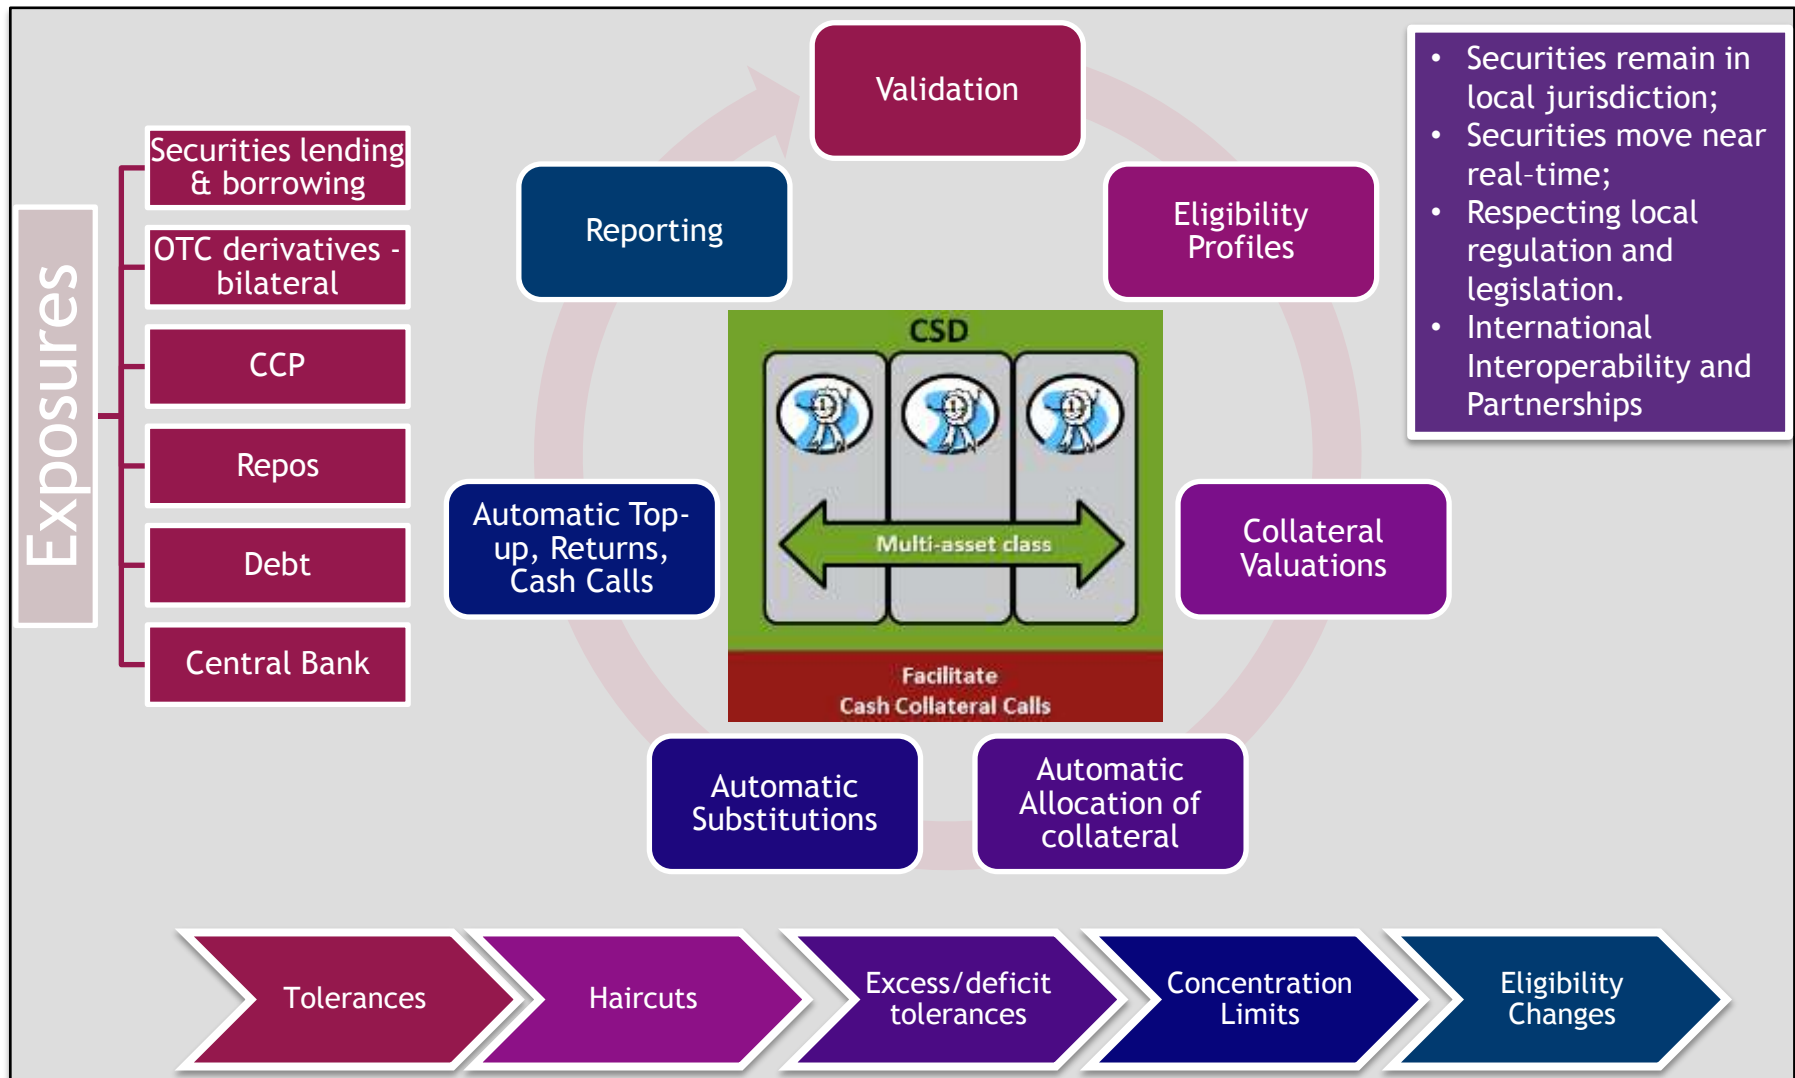 Exposures
Securities lending
& borrowing
OTC derivatives -
bilateral
CCP
Repos
Debt
Central Bank
Validation
Eligibility
Profiles
Collateral
Valuations
Automatic
Allocation of
collateral
Automatic
Substitutions
Automatic Top-
up, Returns,
Cash Calls
Reporting
CSD
Multi-asset class
Facilitate
Cash Collateral Calls
• Securities remain in
local jurisdiction;
• Securities move near
real-time;
• Respecting local
regulation and
legislation.
• International
Interoperability and
Partnerships
Tolerances
Haircuts
Excess/deficit
tolerances
Concentration
Limits
Eligibility
Changes